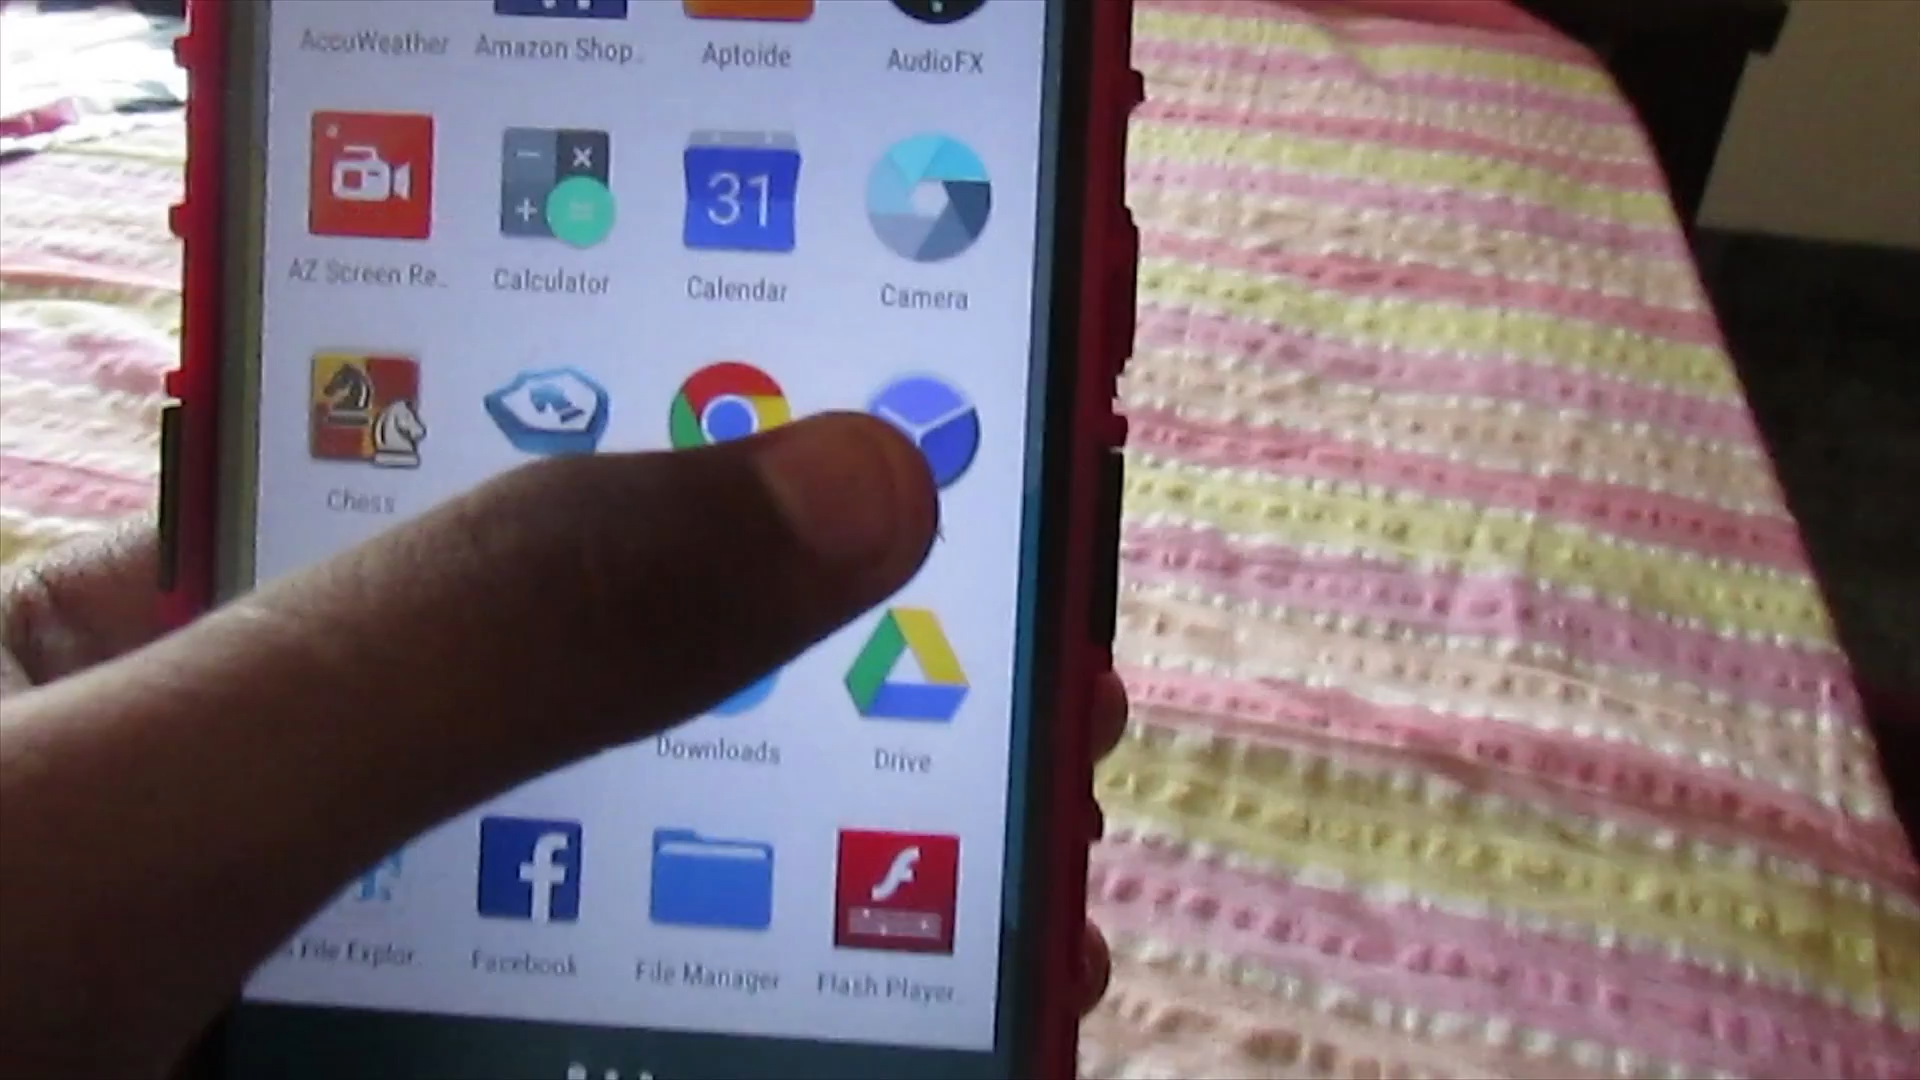 AccuWeather Amazon Shop.. Aptoide AudioFX
31
AZ Screen Re.. Calculator Calendar Camera
Chess
Downloads Drive
File Explor.. Facebook File Manager Flash Player..